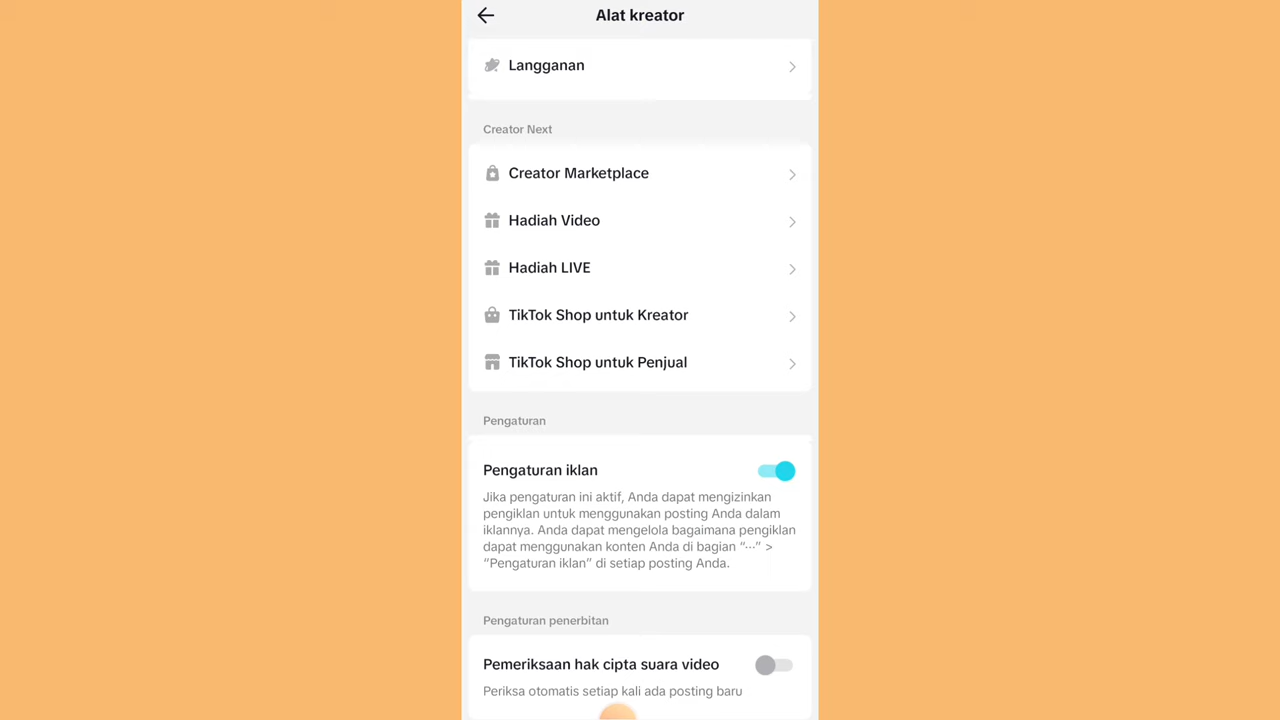 Alat kreator
Langganan
Creator Next
Creator Marketplace
Hadiah Video
Hadiah LIVE
TikTok Shop untuk Kreator
TikTok Shop untuk Penjual
Pengaturan
Pengaturan iklan
Jika pengaturan ini aktif, Anda dapat mengizinkan
pengiklan untuk menggunakan posting Anda dalam
iklannya. Anda dapat mengelola bagaimana pengiklan
dapat menggunakan konten Anda di bagian “···” >
“Pengaturan iklan” di setiap posting Anda.
Pengaturan penerbitan
Pemeriksaan hak cipta suara video
Periksa otomatis setiap kali ada posting baru